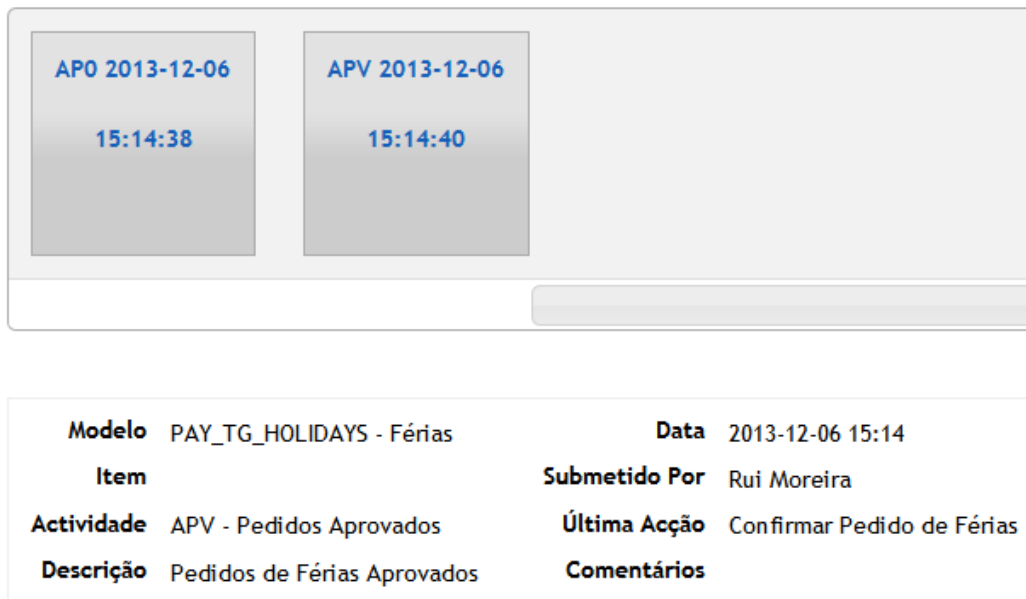 AP0 2013-12-06 APV 2013-12-06
15:14:38 15:14:40
Modelo PAY_TG_HOLIDAYS - Férias Data 2013-12-06 15:14
Item Submetido Por Rui Moreira
Actividade APV - Pedidos Aprovados Última Acção Confirmar Pedido de Férias
Descrição Pedidos de Férias Aprovados Comentários